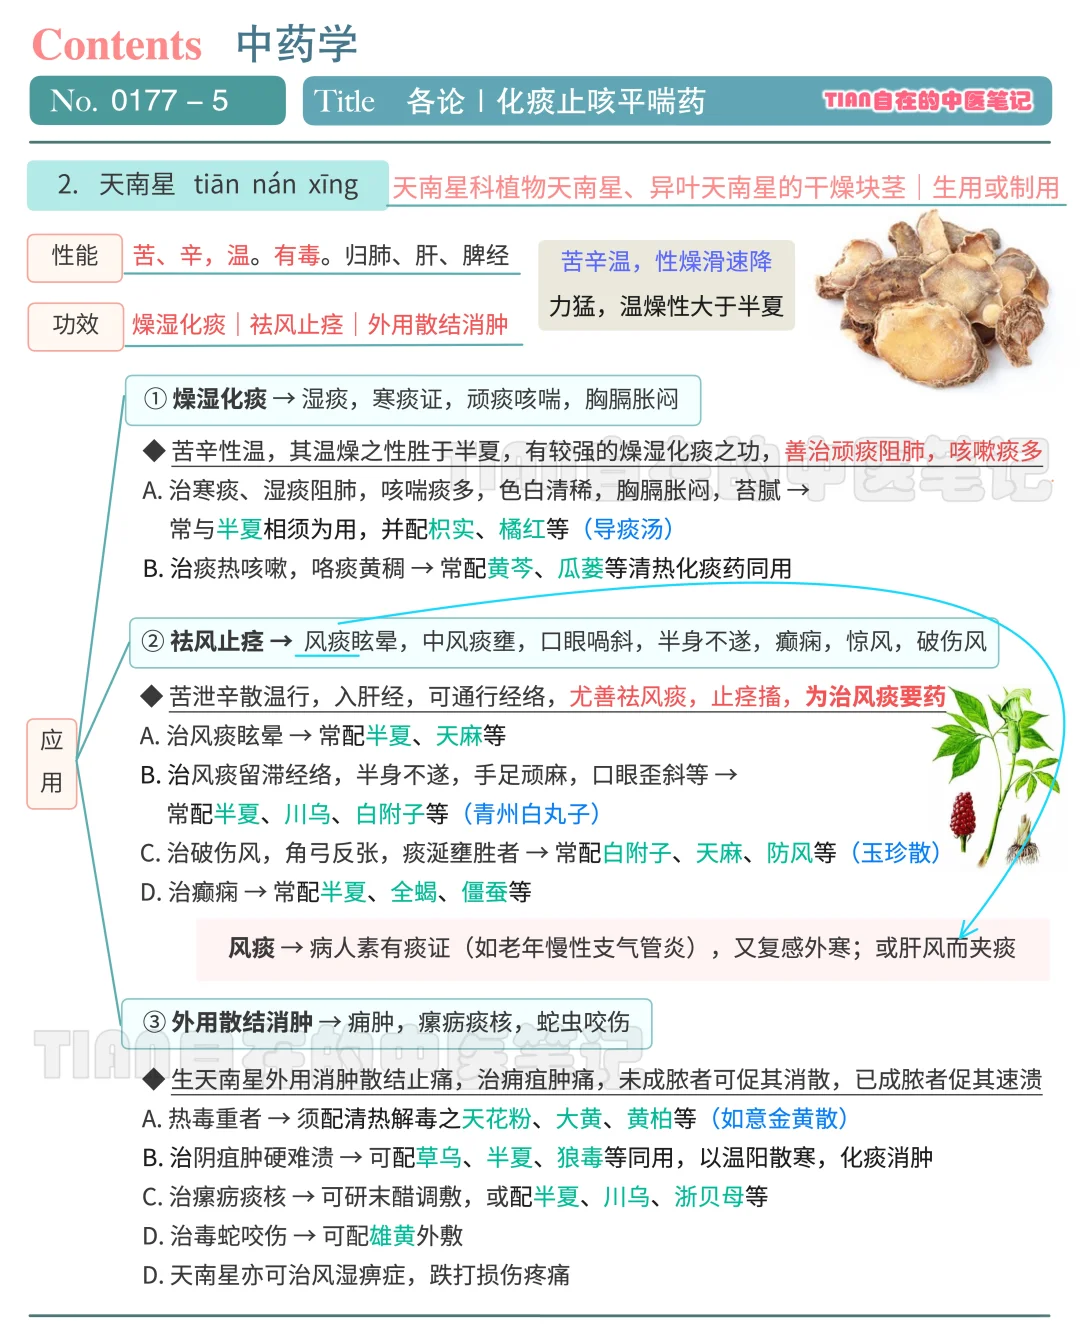 Contents 中药学
No. 0177 – 5
Title 各论 | 化痰止咳平喘药
TIAN自在的中医笔记
2. 天南星 tiān nán xīng
天南星科植物天南星、异叶天南星的干燥块茎｜生用或制用
性能
苦、辛，温。有毒。归肺、肝、脾经
苦辛温，性燥滑速降
力猛，温燥性大于半夏
功效
燥湿化痰｜祛风止痉｜外用散结消肿
① 燥湿化痰 → 湿痰，寒痰证，顽痰咳喘，胸膈胀闷
◆ 苦辛性温，其温燥之性胜于半夏，有较强的燥湿化痰之功，善治顽痰阻肺，咳嗽痰多
TIAN自在的中医笔记
A. 治寒痰、湿痰阻肺，咳喘痰多，色白清稀，胸膈胀闷，苔腻 →
常与半夏相须为用，并配枳实、橘红等（导痰汤）
B. 治痰热咳嗽，咯痰黄稠 → 常配黄芩、瓜蒌等清热化痰药同用
② 祛风止痉 → 风痰眩晕，中风痰壅，口眼喎斜，半身不遂，癫痫，惊风，破伤风
◆ 苦泄辛散温行，入肝经，可通行经络，尤善祛风痰，止痉搐，为治风痰要药
应用
A. 治风痰眩晕 → 常配半夏、天麻等
B. 治风痰留滞经络，半身不遂，手足顽麻，口眼歪斜等 →
常配半夏、川乌、白附子等（青州白丸子）
C. 治破伤风，角弓反张，痰涎壅胜者 → 常配白附子、天麻、防风等（玉珍散）
D. 治癫痫 → 常配半夏、全蝎、僵蚕等
风痰 → 病人素有痰证（如老年慢性支气管炎），又复感外寒；或肝风而夹痰
③ 外用散结消肿 → 痈肿，瘰疬痰核，蛇虫咬伤
TIAN自在的中医笔记
◆ 生天南星外用消肿散结止痛，治痈疽肿痛，未成脓者可促其消散，已成脓者促其速溃
A. 热毒重者 → 须配清热解毒之天花粉、大黄、黄柏等（如意金黄散）
B. 治阴疽肿硬难溃 → 可配草乌、半夏、狼毒等同用，以温阳散寒，化痰消肿
C. 治瘰疬痰核 → 可研末醋调敷，或配半夏、川乌、浙贝母等
D. 治毒蛇咬伤 → 可配雄黄外敷
D. 天南星亦可治风湿痹症，跌打损伤疼痛